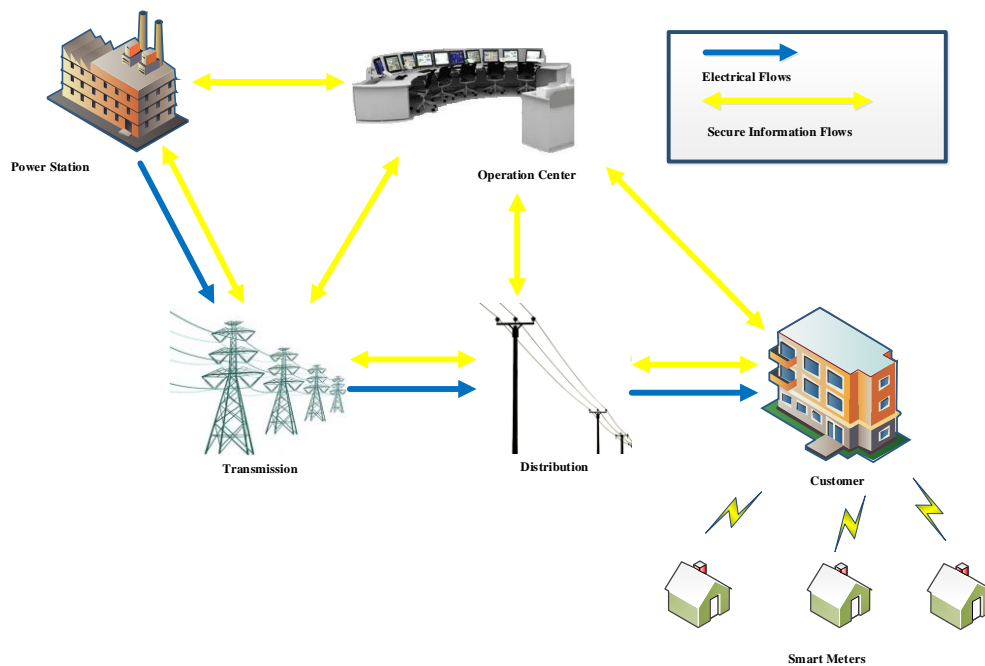 Electrical Flows
Secure Information Flows
Power Station
Operation Center
Transmission
Distribution
Customer
Smart Meters